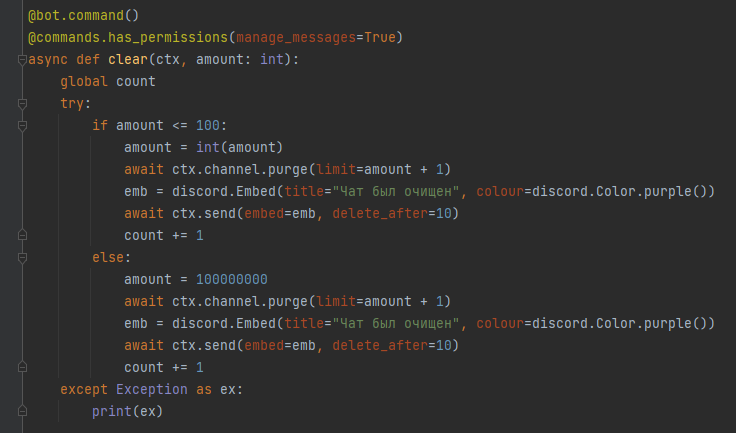 @bot.command()
@commands.has_permissions(manage_messages=True)
async def clear(ctx, amount: int):
    global count
    try:
        if amount <= 100:
            amount = int(amount)
            await ctx.channel.purge(limit=amount + 1)
            emb = discord.Embed(title="Чат был очищен", colour=discord.Color.purple())
            await ctx.send(embed=emb, delete_after=10)
            count += 1
        else:
            amount = 100000000
            await ctx.channel.purge(limit=amount + 1)
            emb = discord.Embed(title="Чат был очищен", colour=discord.Color.purple())
            await ctx.send(embed=emb, delete_after=10)
            count += 1
    except Exception as ex:
        print(ex)